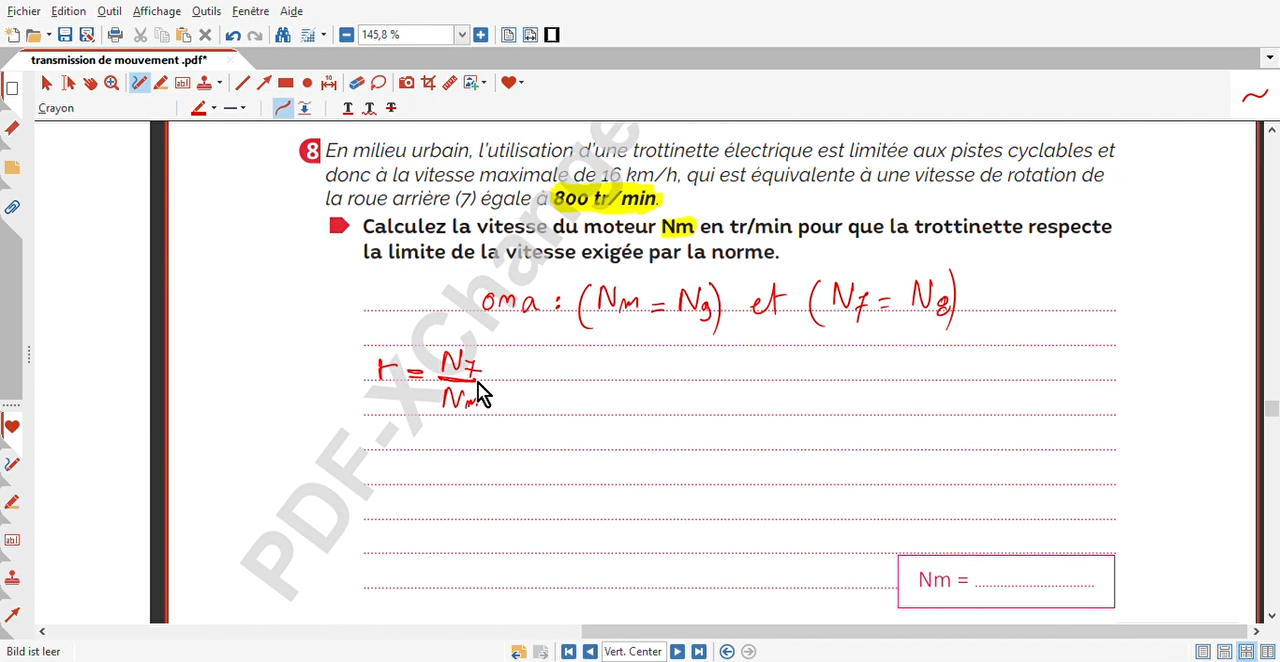 Fichier Edition Outil Affichage Outils Fenêtre Aide
145,8 %
transmission de mouvement .pdf*
Crayon
8 En milieu urbain, l'utilisation d'une trottinette électrique est limitée aux pistes cyclables et
donc à la vitesse maximale de 16 km/h, qui est équivalente à une vitesse de rotation de
la roue arrière (7) égale à 800 tr/min.
Calculez la vitesse du moteur Nm en tr/min pour que la trottinette respecte
la limite de la vitesse exigée par la norme.
on a : (Nm = N9) et (N7 = N8)
r = N7
Nm
PDF-XChange
Nm = ..............................
Bild ist leer
Vert. Center